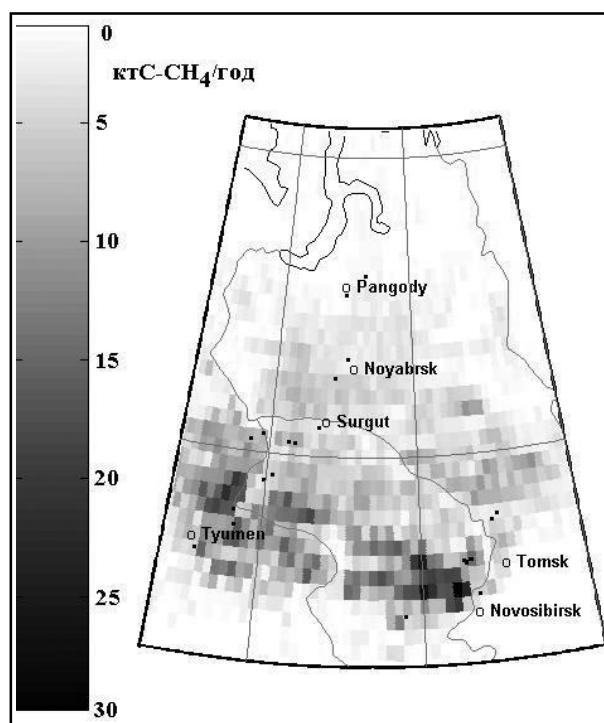 0
ктС-CH4/год
5
10
15
20
25
30
Pangody
Noyabrsk
Surgut
Tyumen
Tomsk
Novosibirsk